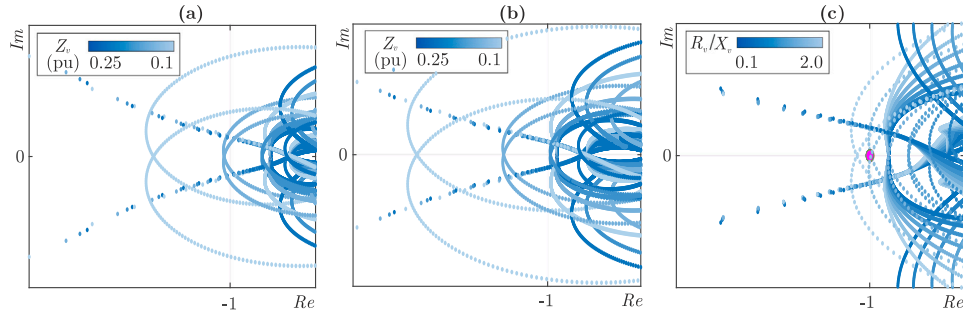 (a)
Im
Z_v
(pu)
0.25 0.1
0
-1
Re
(b)
Im
Z_v
(pu)
0.25 0.1
0
-1
Re
(c)
Im
R_v/X_v
0.1 2.0
0
-1
Re